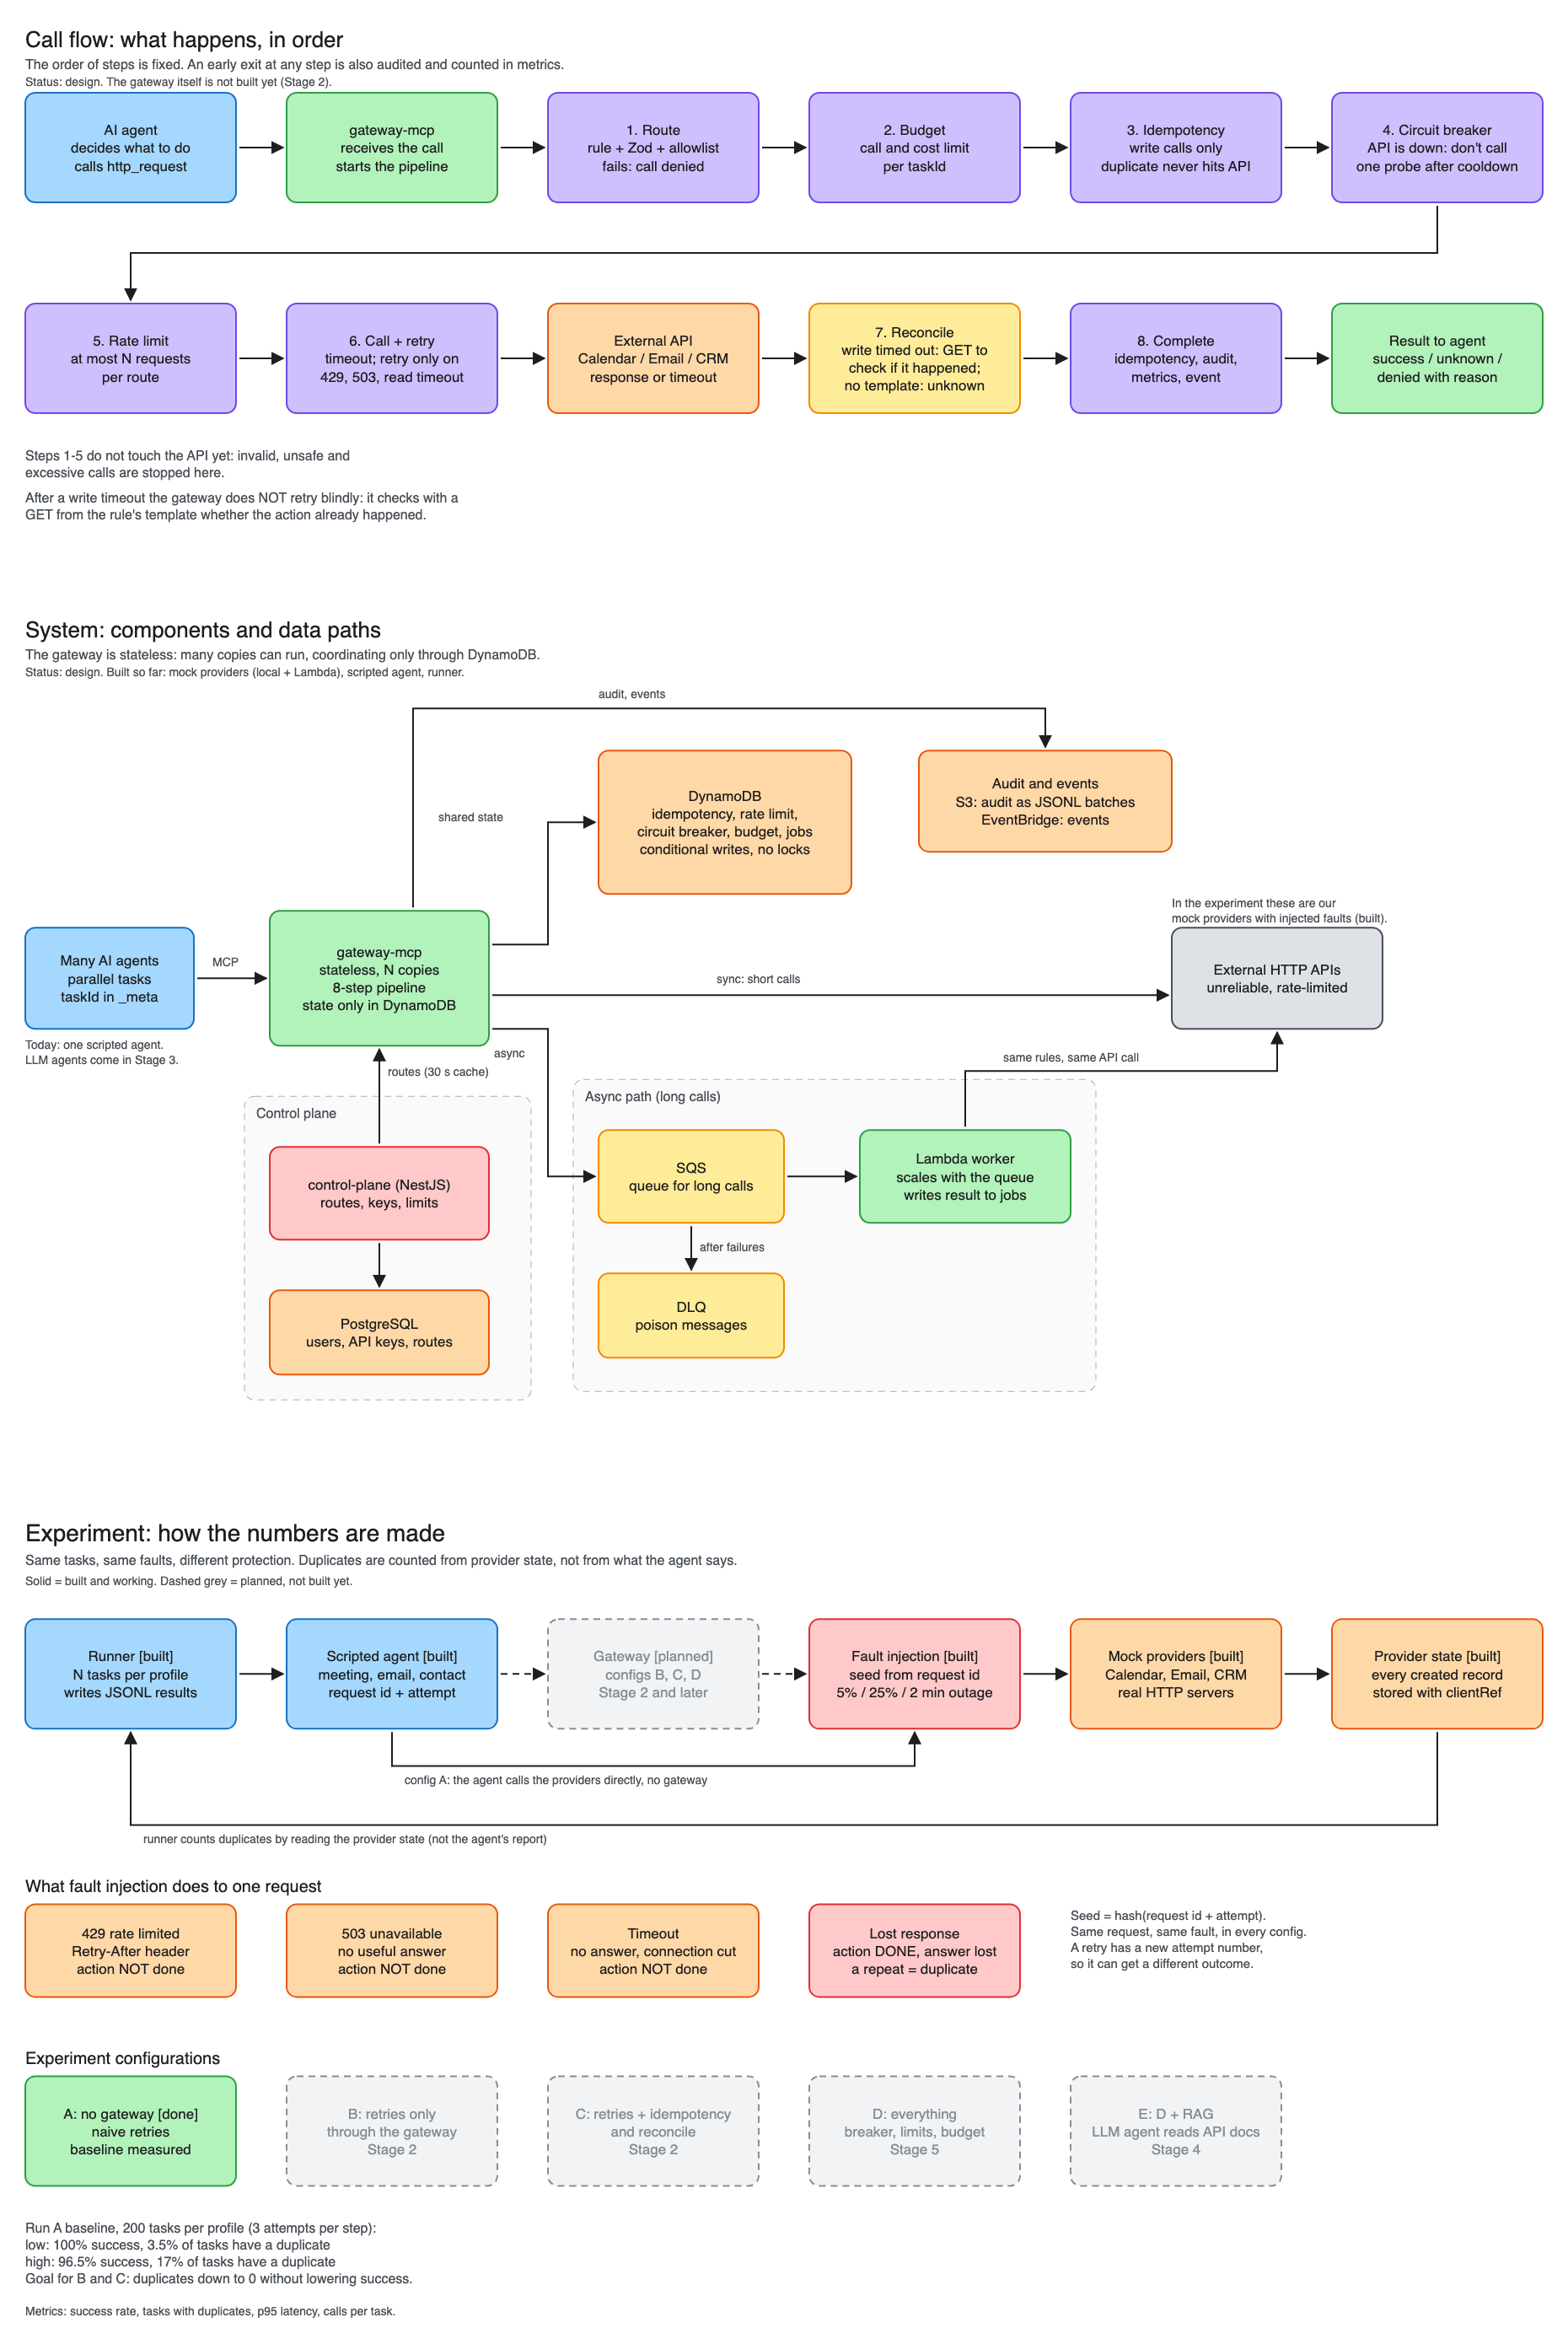 Call flow: what happens, in order
The order of steps is fixed. An early exit at any step is also audited and counted in metrics.
Status: design. The gateway itself is not built yet (Stage 2).
AI agent
decides what to do
calls http_request
gateway-mcp
receives the call
starts the pipeline
1. Route
rule + Zod + allowlist
fails: call denied
2. Budget
call and cost limit
per taskId
3. Idempotency
write calls only
duplicate never hits API
4. Circuit breaker
API is down: don't call
one probe after cooldown
5. Rate limit
at most N requests
per route
6. Call + retry
timeout; retry only on
429, 503, read timeout
External API
Calendar / Email / CRM
response or timeout
7. Reconcile
write timed out: GET to
check if it happened;
no template: unknown
8. Complete
idempotency, audit,
metrics, event
Result to agent
success / unknown /
denied with reason
Steps 1-5 do not touch the API yet: invalid, unsafe and
excessive calls are stopped here.
After a write timeout the gateway does NOT retry blindly: it checks with a
GET from the rule's template whether the action already happened.
System: components and data paths
The gateway is stateless: many copies can run, coordinating only through DynamoDB.
Status: design. Built so far: mock providers (local + Lambda), scripted agent, runner.
audit, events
shared state
DynamoDB
idempotency, rate limit,
circuit breaker, budget, jobs
conditional writes, no locks
Audit and events
S3: audit as JSONL batches
EventBridge: events
Many AI agents
parallel tasks
taskId in _meta
MCP
gateway-mcp
stateless, N copies
8-step pipeline
state only in DynamoDB
sync: short calls
In the experiment these are our
mock providers with injected faults (built).
External HTTP APIs
unreliable, rate-limited
Today: one scripted agent.
LLM agents come in Stage 3.
async
routes (30 s cache)
same rules, same API call
Control plane
control-plane (NestJS)
routes, keys, limits
PostgreSQL
users, API keys, routes
Async path (long calls)
SQS
queue for long calls
Lambda worker
scales with the queue
writes result to jobs
after failures
DLQ
poison messages
Experiment: how the numbers are made
Same tasks, same faults, different protection. Duplicates are counted from provider state, not from what the agent says.
Solid = built and working. Dashed grey = planned, not built yet.
Runner [built]
N tasks per profile
writes JSONL results
Scripted agent [built]
meeting, email, contact
request id + attempt
Gateway [planned]
configs B, C, D
Stage 2 and later
Fault injection [built]
seed from request id
5% / 25% / 2 min outage
Mock providers [built]
Calendar, Email, CRM
real HTTP servers
Provider state [built]
every created record
stored with clientRef
config A: the agent calls the providers directly, no gateway
runner counts duplicates by reading the provider state (not the agent's report)
What fault injection does to one request
429 rate limited
Retry-After header
action NOT done
503 unavailable
no useful answer
action NOT done
Timeout
no answer, connection cut
action NOT done
Lost response
action DONE, answer lost
a repeat = duplicate
Seed = hash(request id + attempt).
Same request, same fault, in every config.
A retry has a new attempt number,
so it can get a different outcome.
Experiment configurations
A: no gateway [done]
naive retries
baseline measured
B: retries only
through the gateway
Stage 2
C: retries + idempotency
and reconcile
Stage 2
D: everything
breaker, limits, budget
Stage 5
E: D + RAG
LLM agent reads API docs
Stage 4
Run A baseline, 200 tasks per profile (3 attempts per step):
low: 100% success, 3.5% of tasks have a duplicate
high: 96.5% success, 17% of tasks have a duplicate
Goal for B and C: duplicates down to 0 without lowering success.
Metrics: success rate, tasks with duplicates, p95 latency, calls per task.